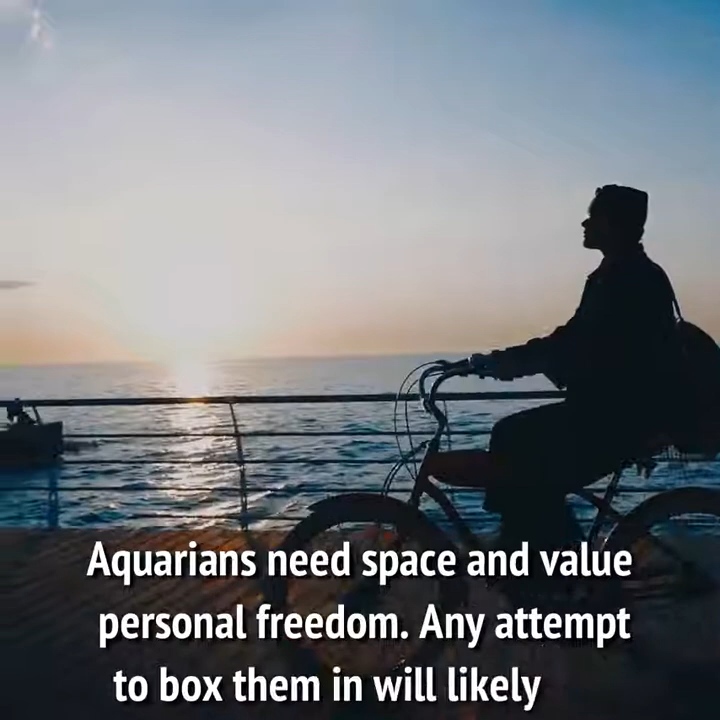 Aquarians need space and value
personal freedom. Any attempt
to box them in will likely